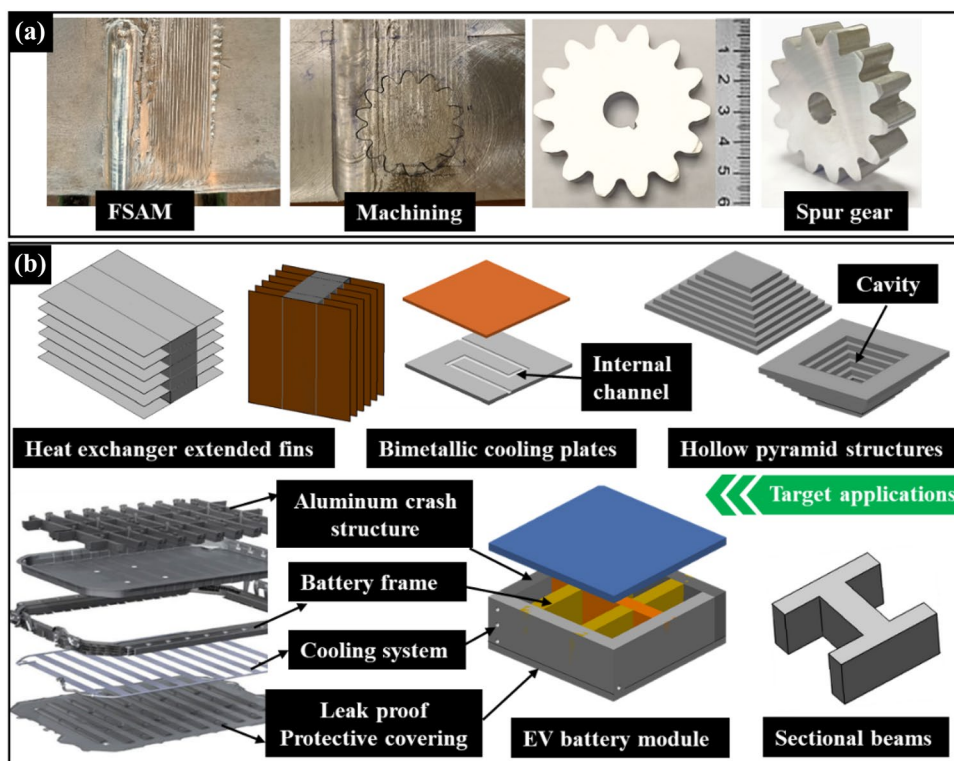 (a)
FSAM
Machining
1
2
3
4
5
6
Spur gear
(b)
Cavity
Internal
channel
Heat exchanger extended fins
Bimetallic cooling plates
Hollow pyramid structures
Target applications
Aluminum crash
structure
Battery frame
Cooling system
Leak proof
Protective covering
EV battery module
Sectional beams